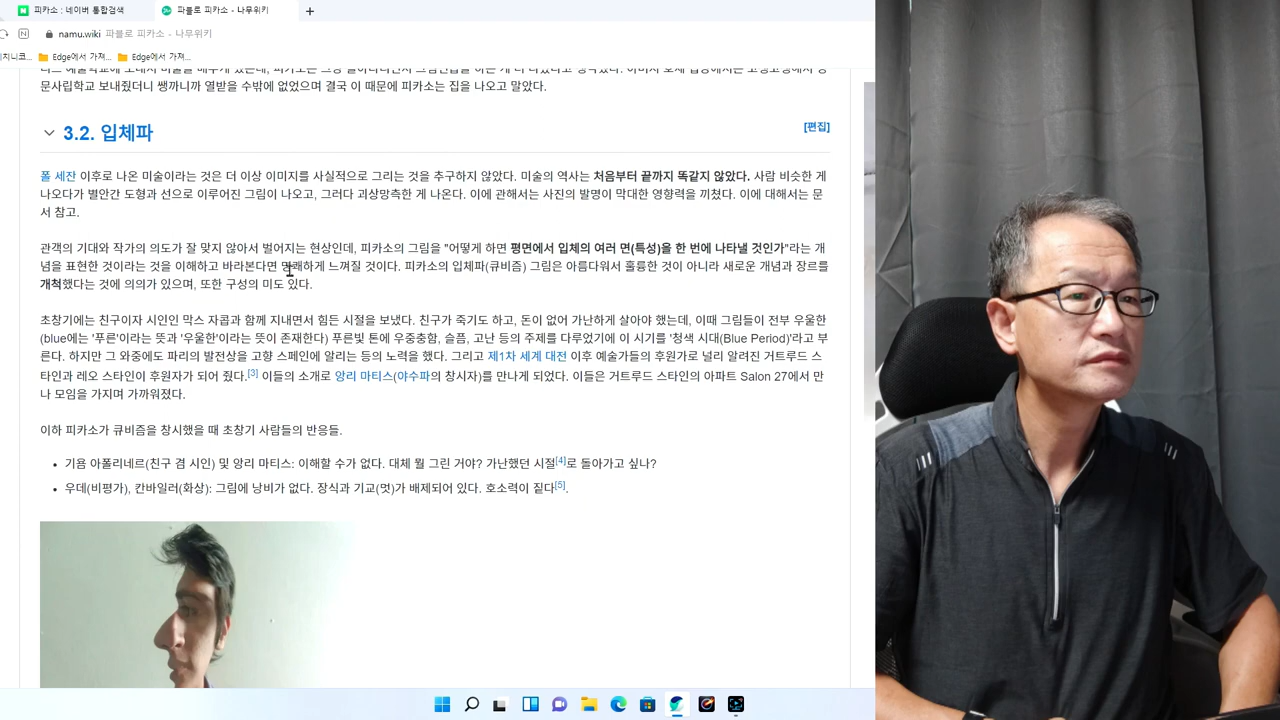 피카소 : 네이버 통합검색
파블로 피카소 - 나무위키
namu.wiki 파블로 피카소 - 나무위키
치니코... Edge에서 가져... Edge에서 가져...
문사립학교 보내줬더니 쌩까니까 열받을 수밖에 없었으며 결국 이 때문에 피카소는 집을 나오고 말았다.
3.2. 입체파
[편집]
폴 세잔 이후로 나온 미술이라는 것은 더 이상 이미지를 사실적으로 그리는 것을 추구하지 않았다. 미술의 역사는 처음부터 끝까지 똑같지 않았다. 사람 비슷한 게
나오다가 별안간 도형과 선으로 이루어진 그림이 나오고, 그러다 괴상망측한 게 나온다. 이에 관해서는 사진의 발명이 막대한 영향력을 끼쳤다. 이에 대해서는 문
서 참고.
관객의 기대와 작가의 의도가 잘 맞지 않아서 벌어지는 현상인데, 피카소의 그림을 "어떻게 하면 평면에서 입체의 여러 면(특성)을 한 번에 나타낼 것인가"라는 개
념을 표현한 것이라는 것을 이해하고 바라본다면 명쾌하게 느껴질 것이다. 피카소의 입체파(큐비즘) 그림은 아름다워서 훌륭한 것이 아니라 새로운 개념과 장르를
개척했다는 것에 의의가 있으며, 또한 구성의 미도 있다.
초창기에는 친구이자 시인인 막스 자콥과 함께 지내면서 힘든 시절을 보냈다. 친구가 죽기도 하고, 돈이 없어 가난하게 살아야 했는데, 이때 그림들이 전부 우울한
(blue에는 '푸른'이라는 뜻과 '우울한'이라는 뜻이 존재한다) 푸른빛 톤에 우중충함, 슬픔, 고난 등의 주제를 다루었기에 이 시기를 '청색 시대(Blue Period)'라고 부
른다. 하지만 그 와중에도 파리의 발전상을 고향 스페인에 알리는 등의 노력을 했다. 그리고 제1차 세계 대전 이후 예술가들의 후원가로 널리 알려진 거트루드 스
타인과 레오 스타인이 후원자가 되어 줬다.[3] 이들의 소개로 앙리 마티스(야수파의 창시자)를 만나게 되었다. 이들은 거트루드 스타인의 아파트 Salon 27에서 만
나 모임을 가지며 가까워졌다.
이하 피카소가 큐비즘을 창시했을 때 초창기 사람들의 반응들.
• 기욤 아폴리네르(친구 겸 시인) 및 앙리 마티스: 이해할 수가 없다. 대체 뭘 그린 거야? 가난했던 시절[4]로 돌아가고 싶나?
• 우데(비평가), 칸바일러(화상): 그림에 낭비가 없다. 장식과 기교(멋)가 배제되어 있다. 호소력이 짙다[5].